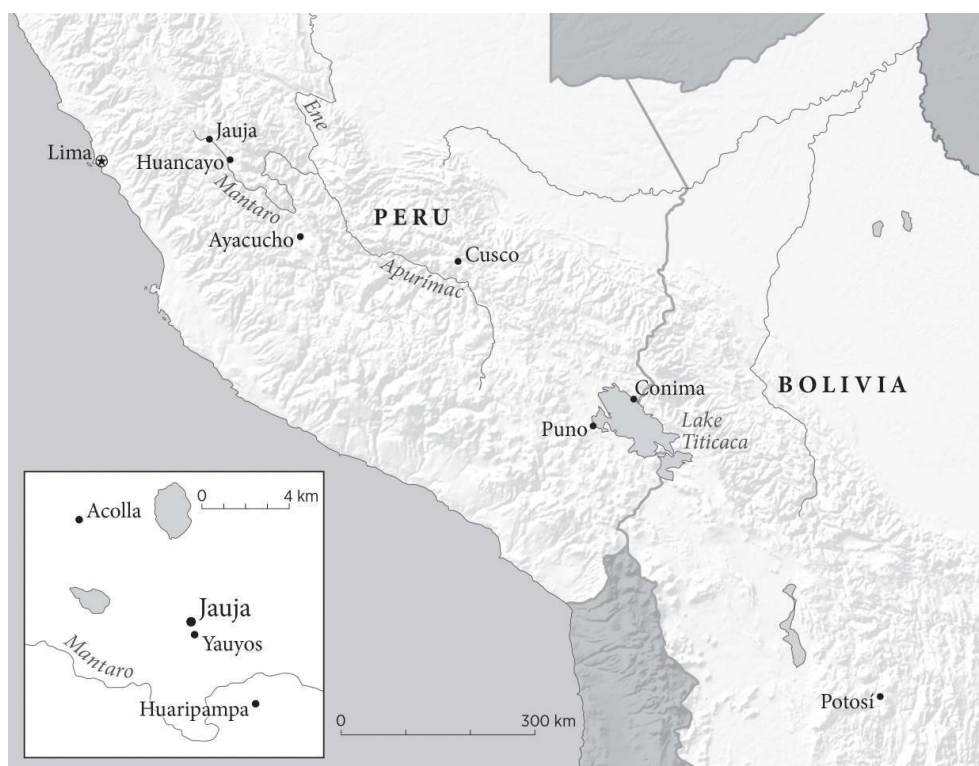 Ene
Jauja
Lima
Huancayo
Mantaro
PERU
Ayacucho
Cusco
Apurímac
Conima
BOLIVIA
Puno
Lake
Titicaca
0 4 km
Acolla
Jauja
Yauyos
Mantaro
Huaripampa
0 300 km
Potosí